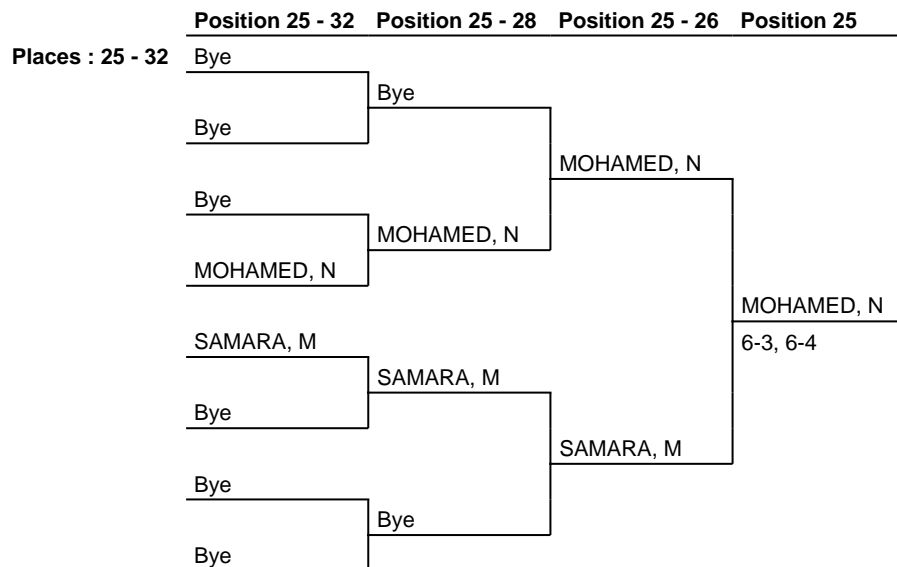 Position 25 - 32 Position 25 - 28 Position 25 - 26 Position 25
Places : 25 - 32 Bye
Bye
Bye
MOHAMED, N
Bye
MOHAMED, N
MOHAMED, N
MOHAMED, N
SAMARA, M
6-3, 6-4
SAMARA, M
Bye
SAMARA, M
Bye
Bye
Bye